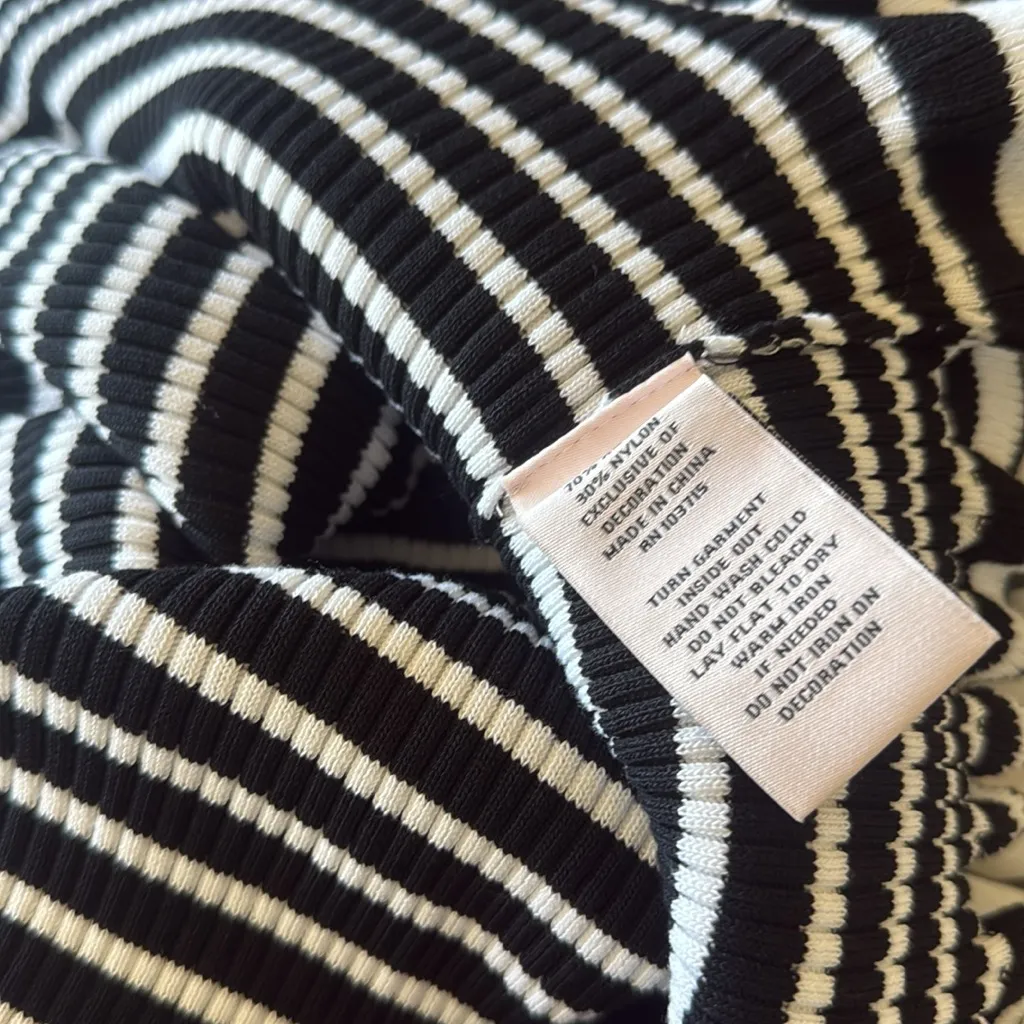 30% NYLON
EXCLUSIVE OF
DECORATION
MADE IN CHINA
RN 103715
TURN GARMENT
INSIDE OUT
HAND WASH COLD
DO NOT BLEACH
LAY FLAT TO DRY
WARM IRON
IF NEEDED
DO NOT IRON ON
DECORATION